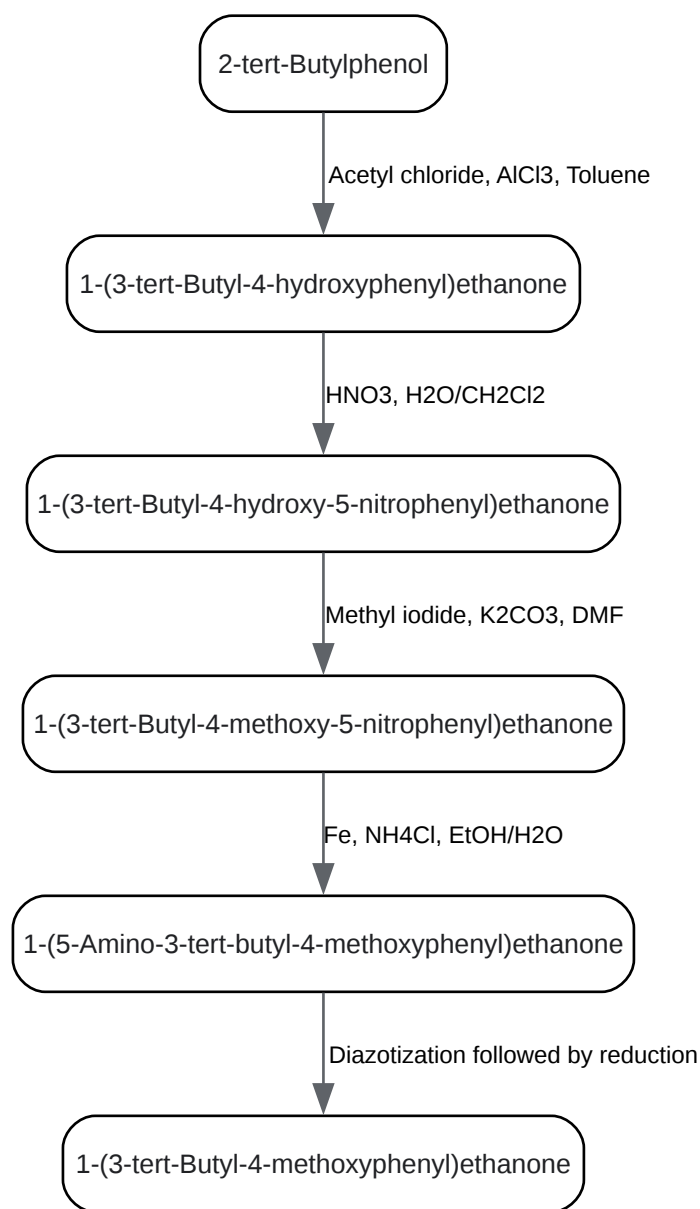 2-tert-Butylphenol
Acetyl chloride, AlCl3, Toluene
1-(3-tert-Butyl-4-hydroxyphenyl)ethanone
HNO3, H2O/CH2Cl2
1-(3-tert-Butyl-4-hydroxy-5-nitrophenyl)ethanone
Methyl iodide, K2CO3, DMF
1-(3-tert-Butyl-4-methoxy-5-nitrophenyl)ethanone
Fe, NH4Cl, EtOH/H2O
1-(5-Amino-3-tert-butyl-4-methoxyphenyl)ethanone
Diazotization followed by reduction
1-(3-tert-Butyl-4-methoxyphenyl)ethanone